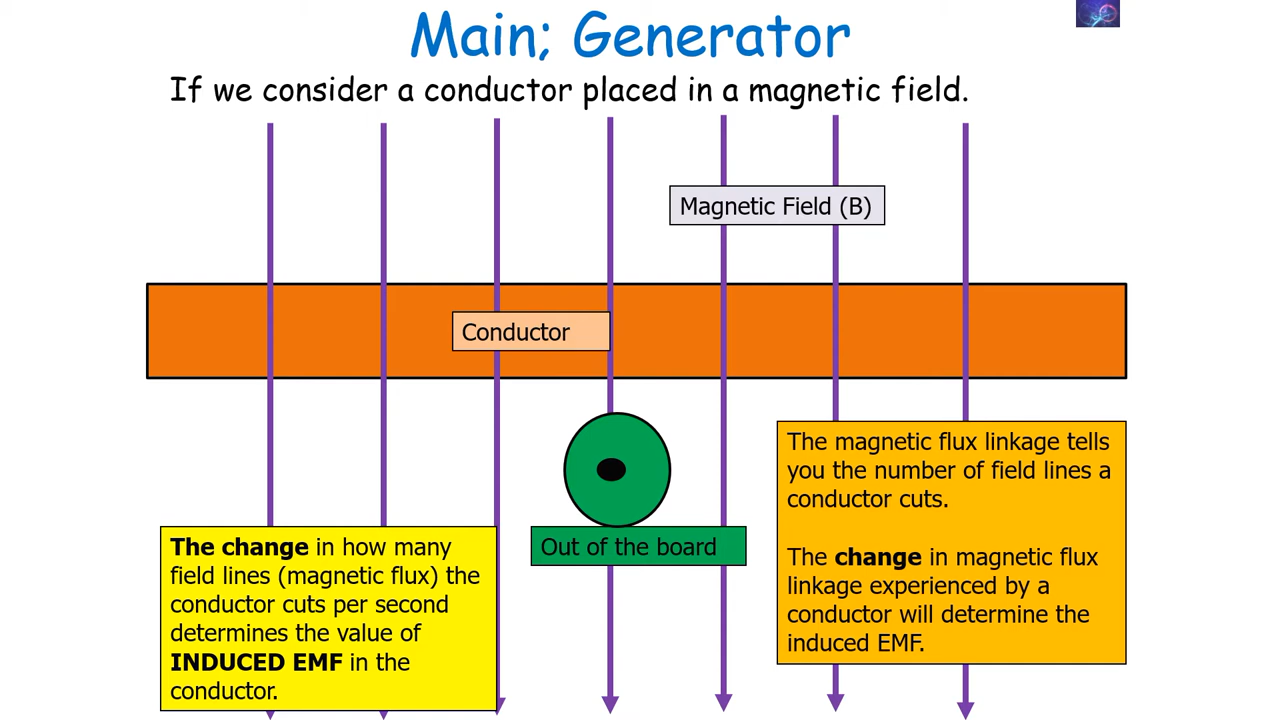 Main; Generator
If we consider a conductor placed in a magnetic field.
Magnetic Field (B)
Conductor
Out of the board
The change in how many
field lines (magnetic flux) the
conductor cuts per second
determines the value of
INDUCED EMF in the
conductor.
The magnetic flux linkage tells
you the number of field lines a
conductor cuts.
The change in magnetic flux
linkage experienced by a
conductor will determine the
induced EMF.